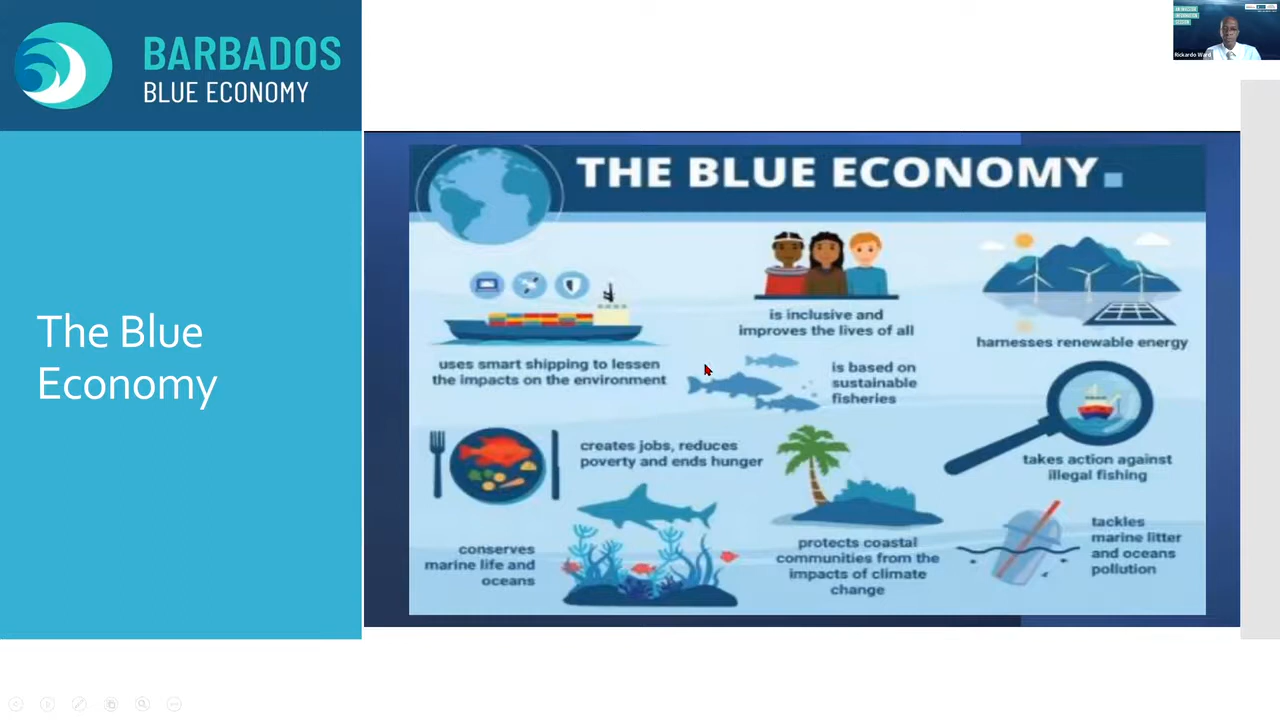 BARBADOS
BLUE ECONOMY
The Blue
Economy
THE BLUE ECONOMY
uses smart shipping to lessen
the impacts on the environment
is inclusive and
improves the lives of all
harnesses renewable energy
is based on
sustainable
fisheries
creates jobs, reduces
poverty and ends hunger
takes action against
illegal fishing
conserves
marine life and
oceans
protects coastal
communities from the
impacts of climate
change
tackles
marine litter
and oceans
pollution
Rickardo Ward